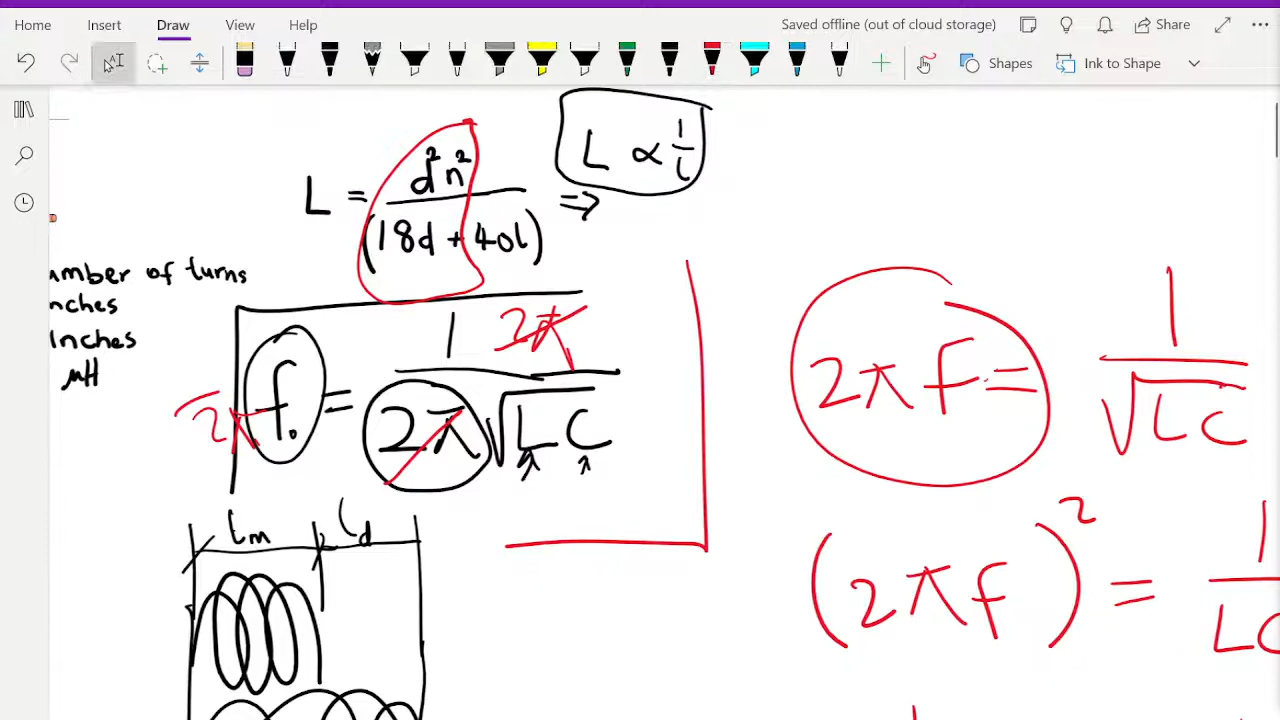 Home Insert Draw View Help Saved offline (out of cloud storage) Share
Shapes Ink to Shape
L = d²n² / (18d + 40l) ⇒ L ∝ 1/l
umber of turns
nches
Inches
μH
2π f₀ = 1 2π / 2π√LC
2π f = 1 / √LC
(2πf)² = 1 / LC
lm ld